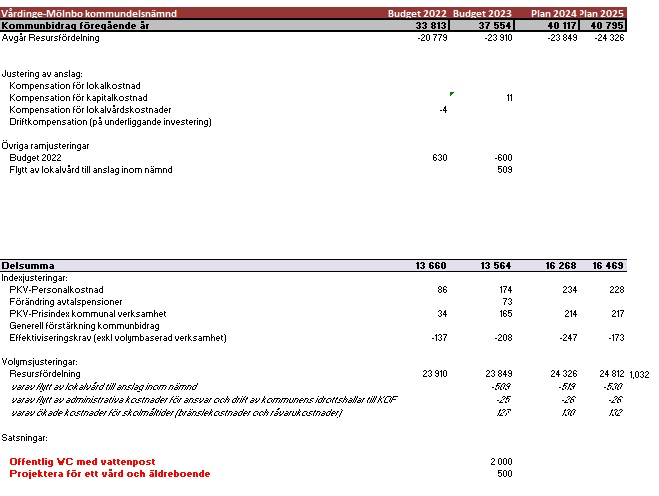 Vårdinge-Mölnbo kommundelsnämnd Budget 2022 Budget 2023 Plan 2024 Plan 2025
Kommunbidrag föregående år 33 813 37 554 40 117 40 795
Avgår Resursfördelning -20 779 -23 910 -23 849 -24 326
Justering av anslag:
Kompensation för lokalkostnad
Kompensation för kapitalkostnad 11
Kompensation för lokalvårdskostnader -4
Driftkompensation (på underliggande investering)
Övriga ramjusteringar
Budget 2022 630 -600
Flytt av lokalvård till anslag inom nämnd 509
Delsumma 13 660 13 564 16 268 16 469
Indexjusteringar:
PKV-Personalkostnad 86 174 234 228
Förändring avtalspensioner 73
PKV-Prisindex kommunal verksamhet 34 165 214 217
Generell förstärkning kommunbidrag
Effektiviseringskrav (exkl volymbaserad verksamhet) -137 -208 -247 -173
Volymsjusteringar:
Resursfördelning 23 910 23 849 24 326 24 812 1,032
varav flytt av lokalvård till anslag inom nämnd -509 -519 -530
varav flytt av administrativa kostnader för ansvar och drift av kommunens idrottshallar till KOF -25 -26 -26
varav ökade kostnader för skolmåltider (bränslekostnader och råvarukostnader) 127 130 132
Satsningar:
Offentlig WC med vattenpost 2 000
Projektera för ett vård och äldreboende 500